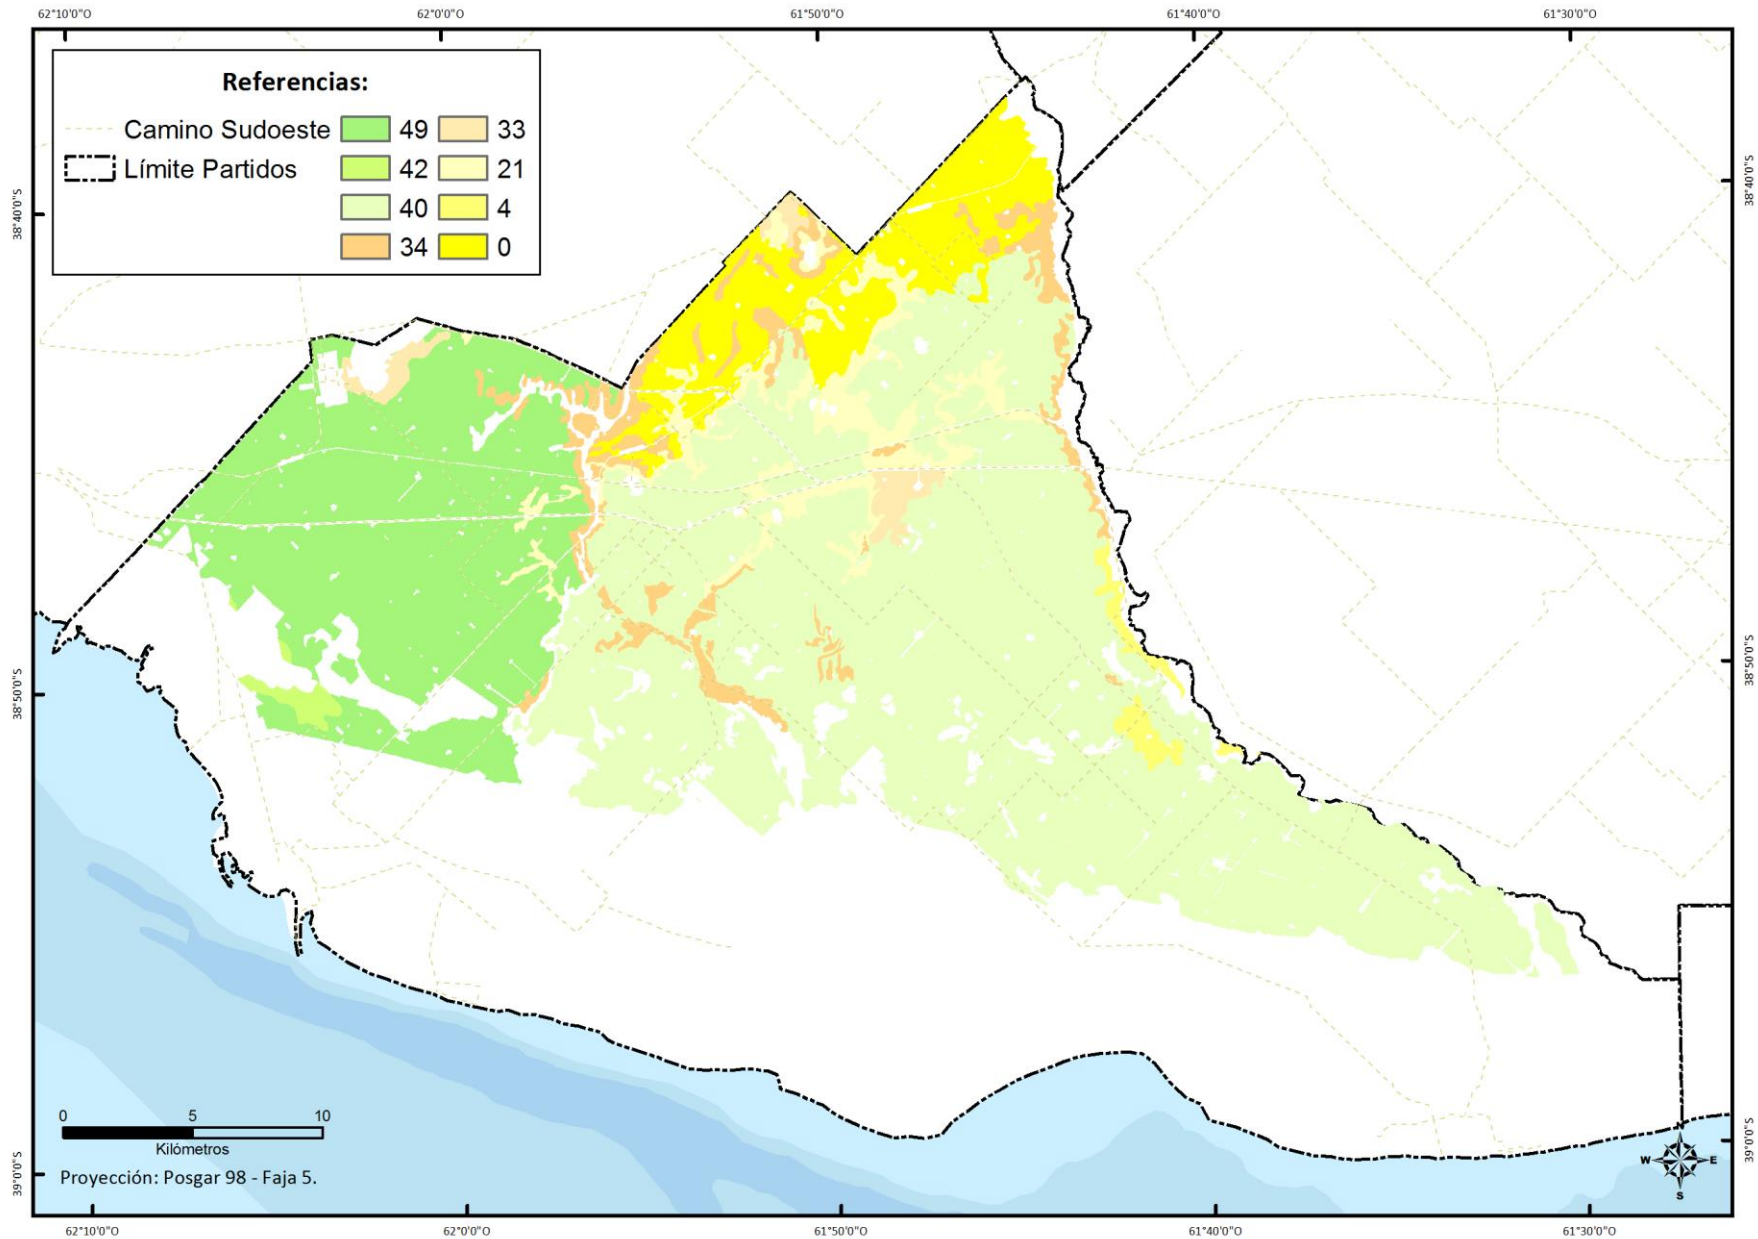 62°10'0"O 62°0'0"O 61°50'0"O 61°40'0"O 61°30'0"O
Referencias:
Camino Sudoeste 49 33
Límite Partidos 42 21
40 4
34 0
38°40'0"S 38°40'0"S
38°50'0"S 38°50'0"S
39°0'0"S 39°0'0"S
0 5 10
Kilómetros
Proyección: Posgar 98 - Faja 5.
N
W E
S
62°10'0"O 62°0'0"O 61°50'0"O 61°40'0"O 61°30'0"O